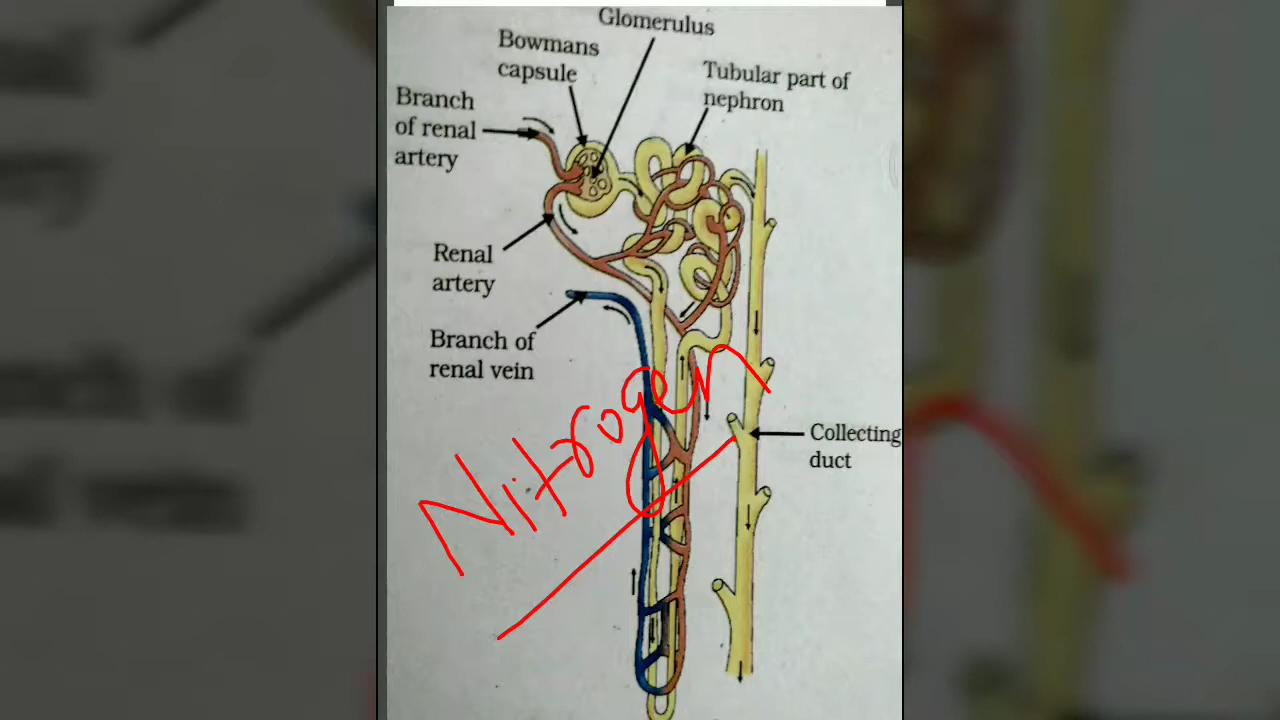 Glomerulus
Bowmans
capsule
Tubular part of
nephron
Branch
of renal
artery
Renal
artery
Branch of
renal vein
Nitrogen
Collecting
duct